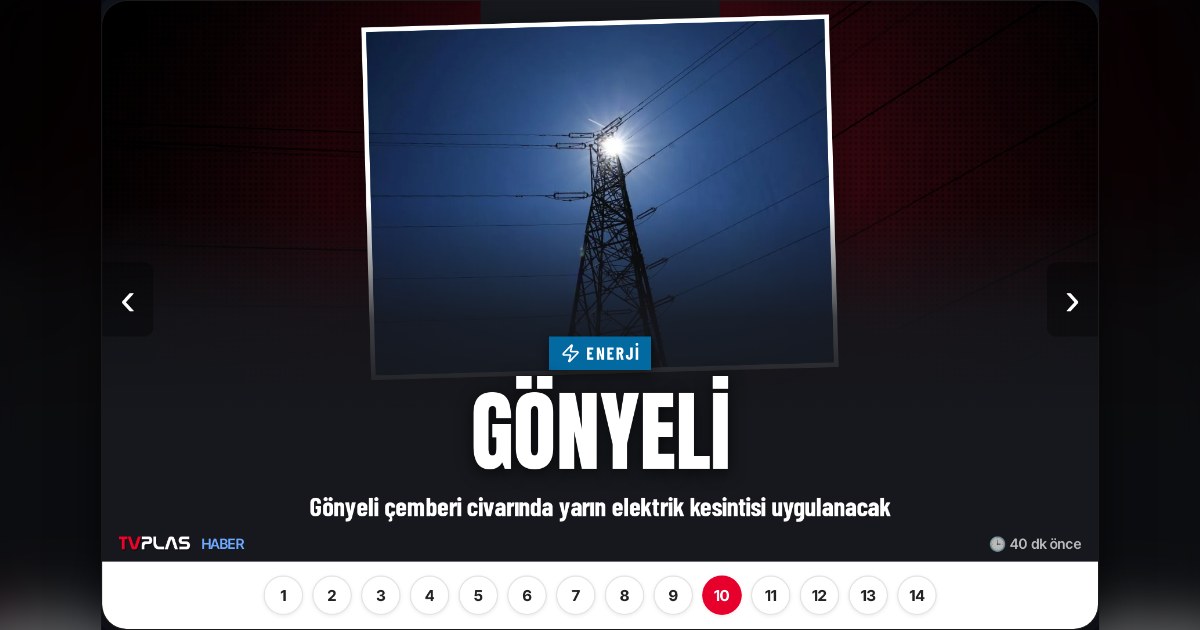 ENERJİ
GÖNYELİ
Gönyeli çemberi civarında yarın elektrik kesintisi uygulanacak
TVPLAS HABER
40 dk önce
1 2 3 4 5 6 7 8 9 10 11 12 13 14